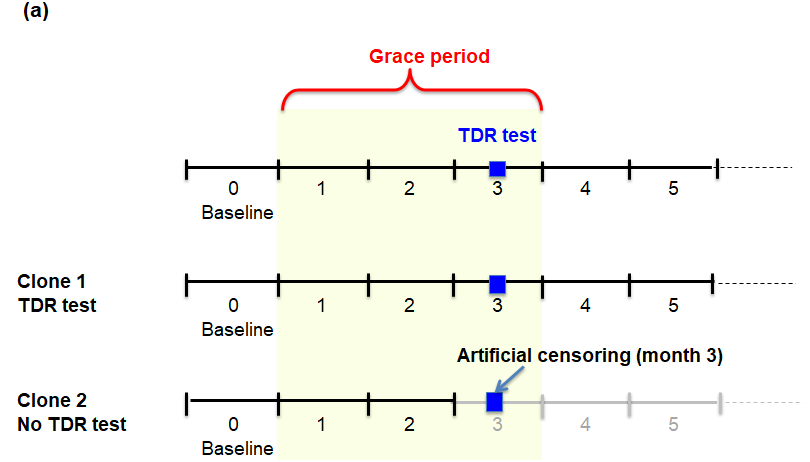 (a)
Grace period
TDR test
0 1 2 3 4 5
Baseline
Clone 1
TDR test
0 1 2 3 4 5
Baseline
Artificial censoring (month 3)
Clone 2
No TDR test
0 1 2 3 4 5
Baseline